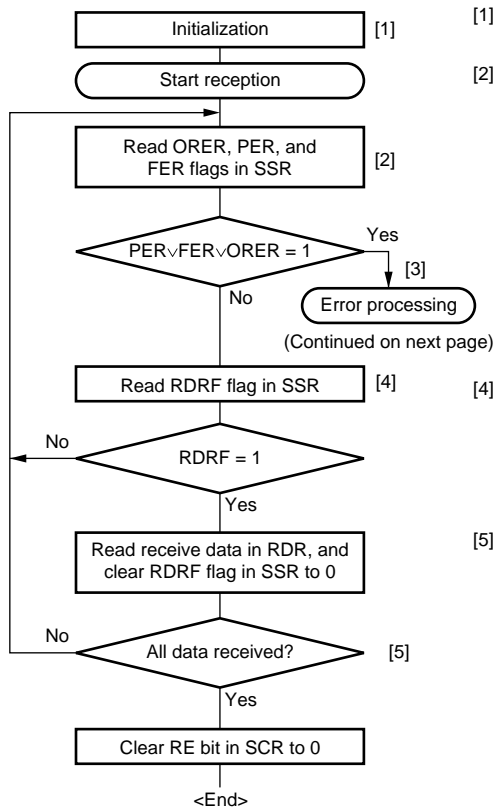 Initialization
[1]
[1]
Start reception
[2]
Read ORER, PER, and
FER flags in SSR
[2]
PER∨FER∨ORER = 1
Yes
[3]
No
Error processing
(Continued on next page)
Read RDRF flag in SSR
[4]
[4]
No
RDRF = 1
Yes
Read receive data in RDR, and
clear RDRF flag in SSR to 0
[5]
No
All data received?
[5]
Yes
Clear RE bit in SCR to 0
<End>